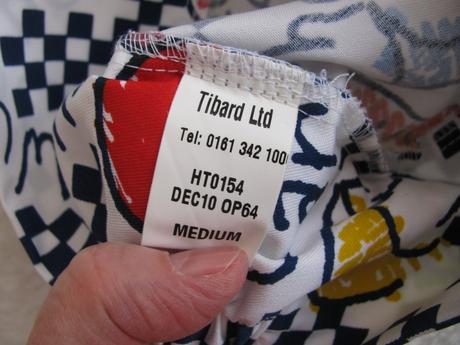 Tibard Ltd
Tel: 0161 342 100
HT0154
DEC10 OP64
MEDIUM